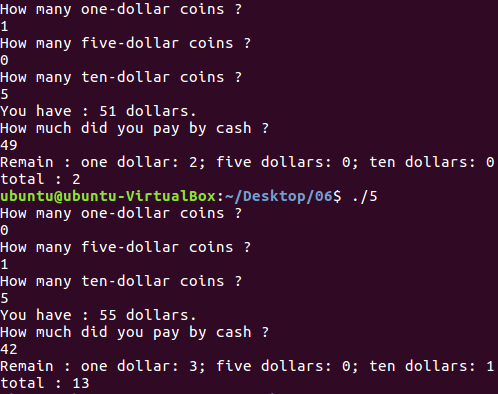 How many one-dollar coins ?
1
How many five-dollar coins ?
0
How many ten-dollar coins ?
5
You have : 51 dollars.
How much did you pay by cash ?
49
Remain : one dollar: 2; five dollars: 0; ten dollars: 0
total : 2
ubuntu@ubuntu-VirtualBox:~/Desktop/06$ ./5
How many one-dollar coins ?
0
How many five-dollar coins ?
1
How many ten-dollar coins ?
5
You have : 55 dollars.
How much did you pay by cash ?
42
Remain : one dollar: 3; five dollars: 0; ten dollars: 1
total : 13